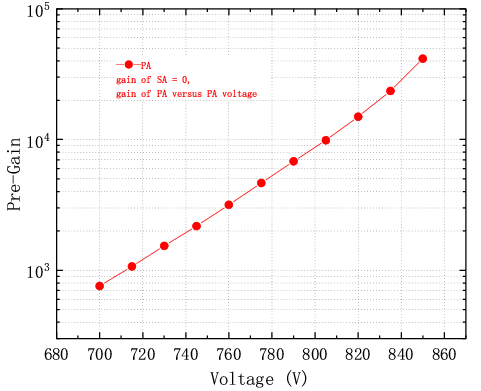 10^5
10^4
10^3
Pre-Gain
PA
gain of SA = 0,
gain of PA versus PA voltage
680 700 720 740 760 780 800 820 840 860
Voltage (V)